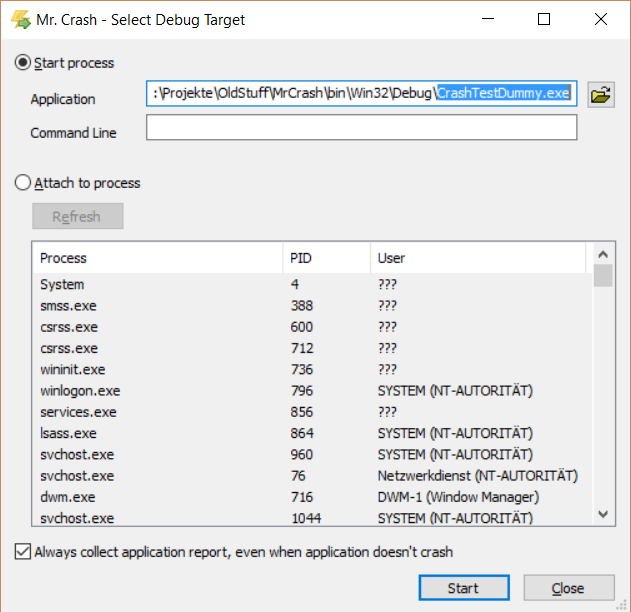 Mr. Crash - Select Debug Target
Start process
Application :\Projekte\OldStuff\MrCrash\bin\Win32\Debug\CrashTestDummy.exe
Command Line
Attach to process
Refresh
Process PID User
System 4 ???
smss.exe 388 ???
csrss.exe 600 ???
csrss.exe 712 ???
wininit.exe 736 ???
winlogon.exe 796 SYSTEM (NT-AUTORITÄT)
services.exe 856 ???
lsass.exe 864 SYSTEM (NT-AUTORITÄT)
svchost.exe 960 SYSTEM (NT-AUTORITÄT)
svchost.exe 76 Netzwerkdienst (NT-AUTORITÄT)
dwm.exe 716 DWM-1 (Window Manager)
svchost.exe 1044 SYSTEM (NT-AUTORITÄT)
Always collect application report, even when application doesn't crash
Start Close